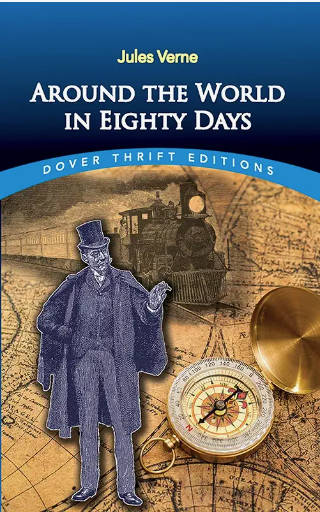 Jules Verne
AROUND THE WORLD
IN EIGHTY DAYS
DOVER THRIFT EDITIONS